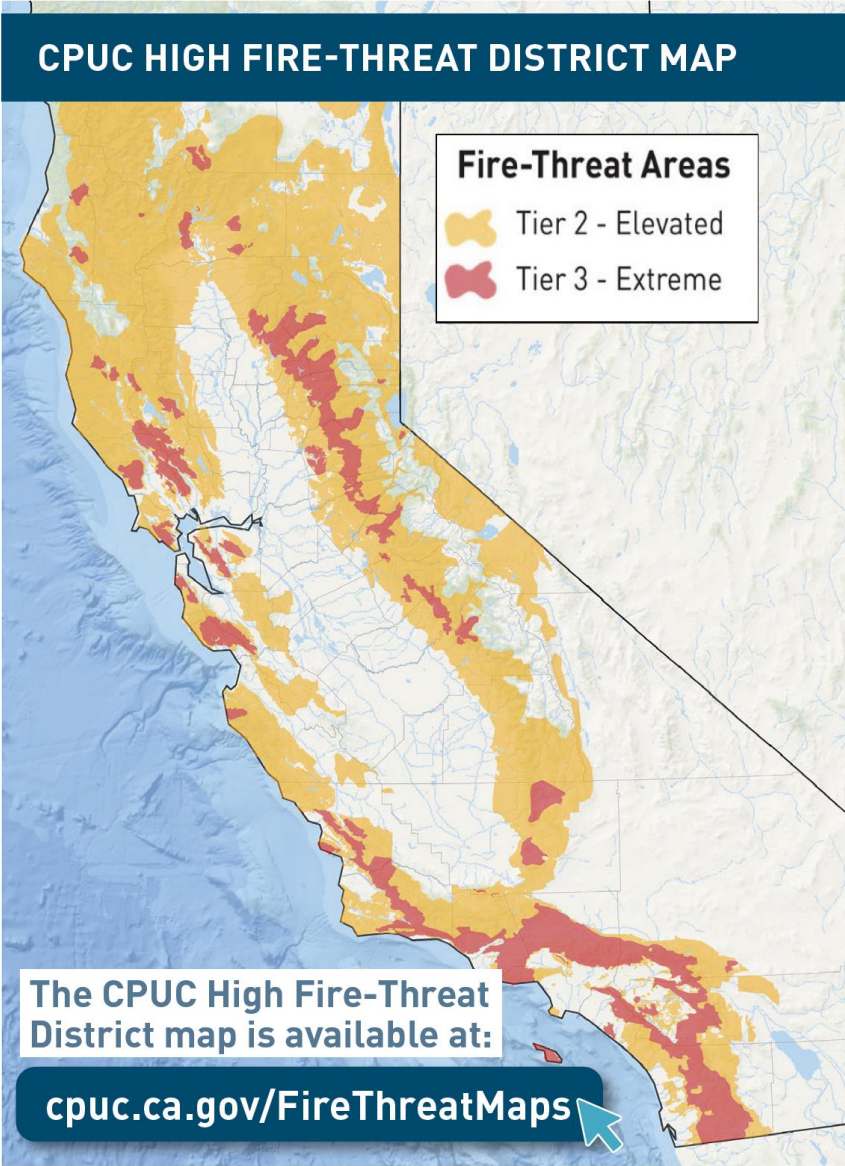 CPUC HIGH FIRE-THREAT DISTRICT MAP
Fire-Threat Areas
Tier 2 - Elevated
Tier 3 - Extreme
The CPUC High Fire-Threat
District map is available at:
cpuc.ca.gov/FireThreatMaps